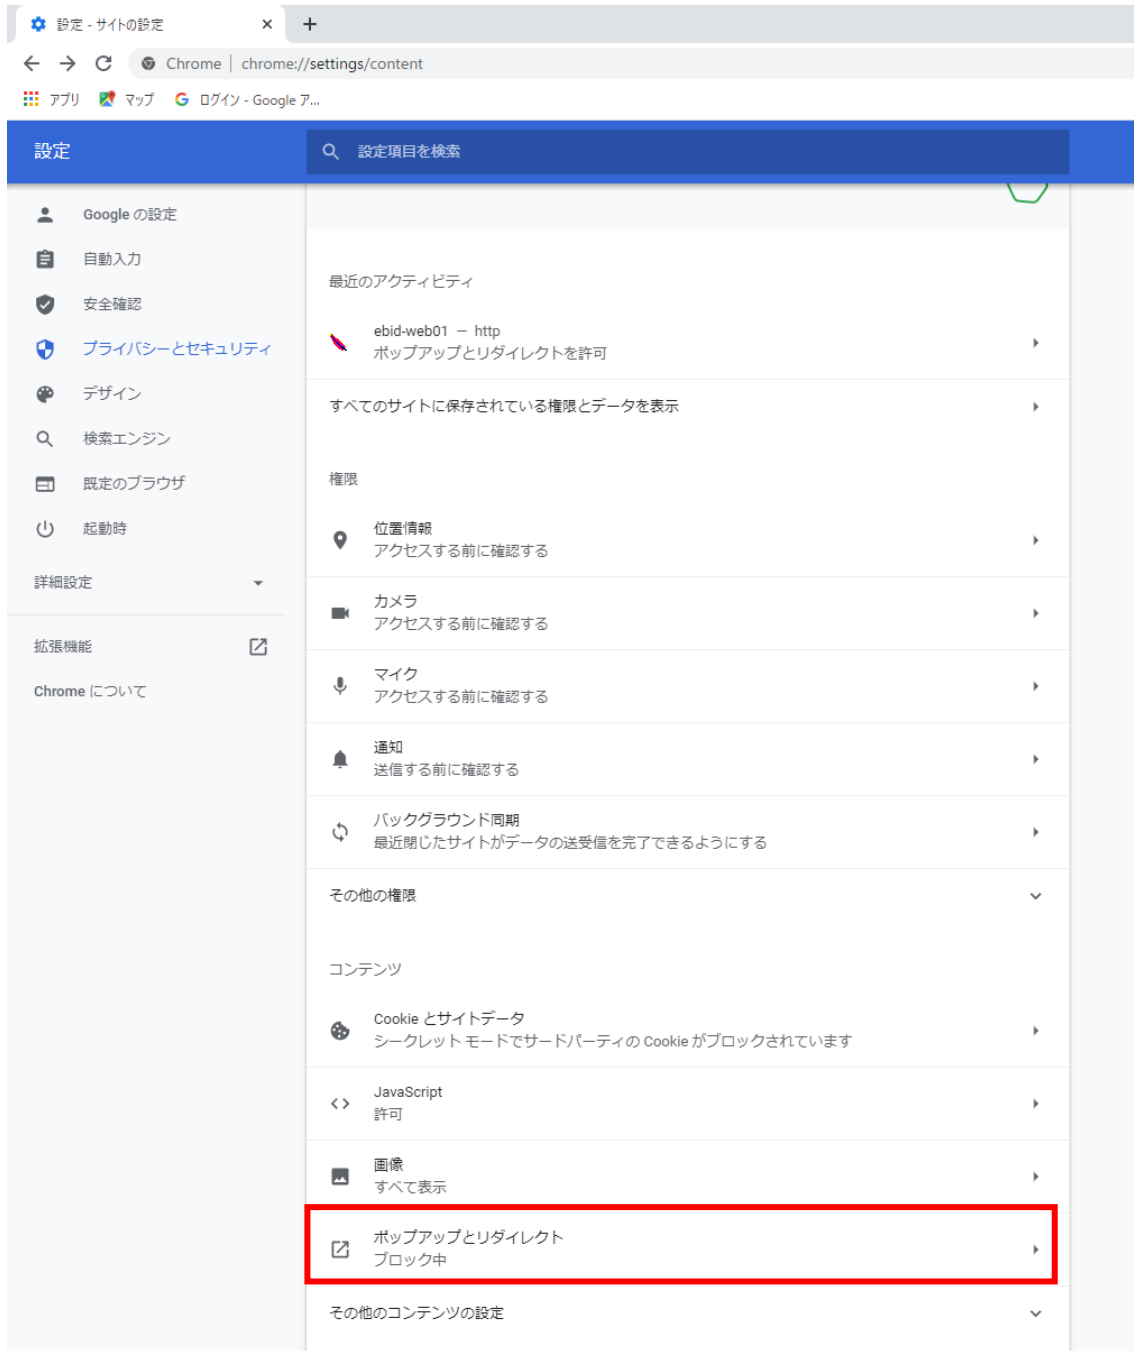 設定 - サイトの設定
Chrome | chrome://settings/content
アプリ マップ ログイン - Google ア...
設定
設定項目を検索
Google の設定
自動入力
安全確認
プライバシーとセキュリティ
デザイン
検索エンジン
既定のブラウザ
起動時
詳細設定
拡張機能
Chrome について
最近のアクティビティ
ebid-web01 — http
ポップアップとリダイレクトを許可
すべてのサイトに保存されている権限とデータを表示
権限
位置情報
アクセスする前に確認する
カメラ
アクセスする前に確認する
マイク
アクセスする前に確認する
通知
送信する前に確認する
バックグラウンド同期
最近閉じたサイトがデータの送受信を完了できるようにする
その他の権限
コンテンツ
Cookie とサイトデータ
シークレット モードでサードパーティの Cookie がブロックされています
JavaScript
許可
画像
すべて表示
ポップアップとリダイレクト
ブロック中
その他のコンテンツの設定